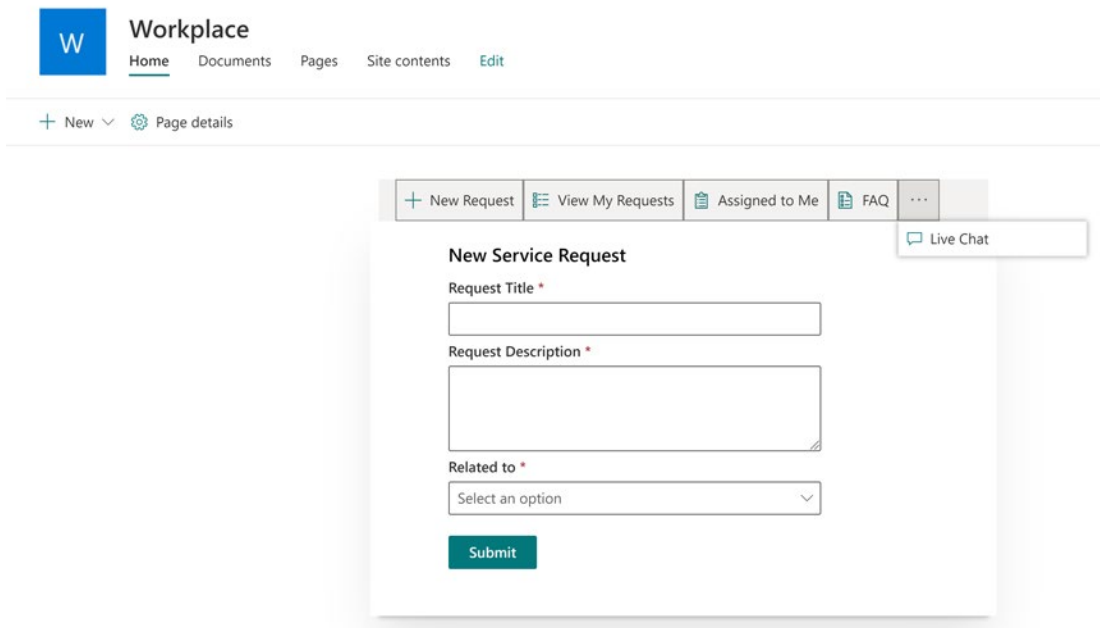 W
Workplace
Home Documents Pages Site contents Edit
New Page details
New Request View My Requests Assigned to Me FAQ ...
Live Chat
New Service Request
Request Title *
Request Description *
Related to *
Select an option
Submit